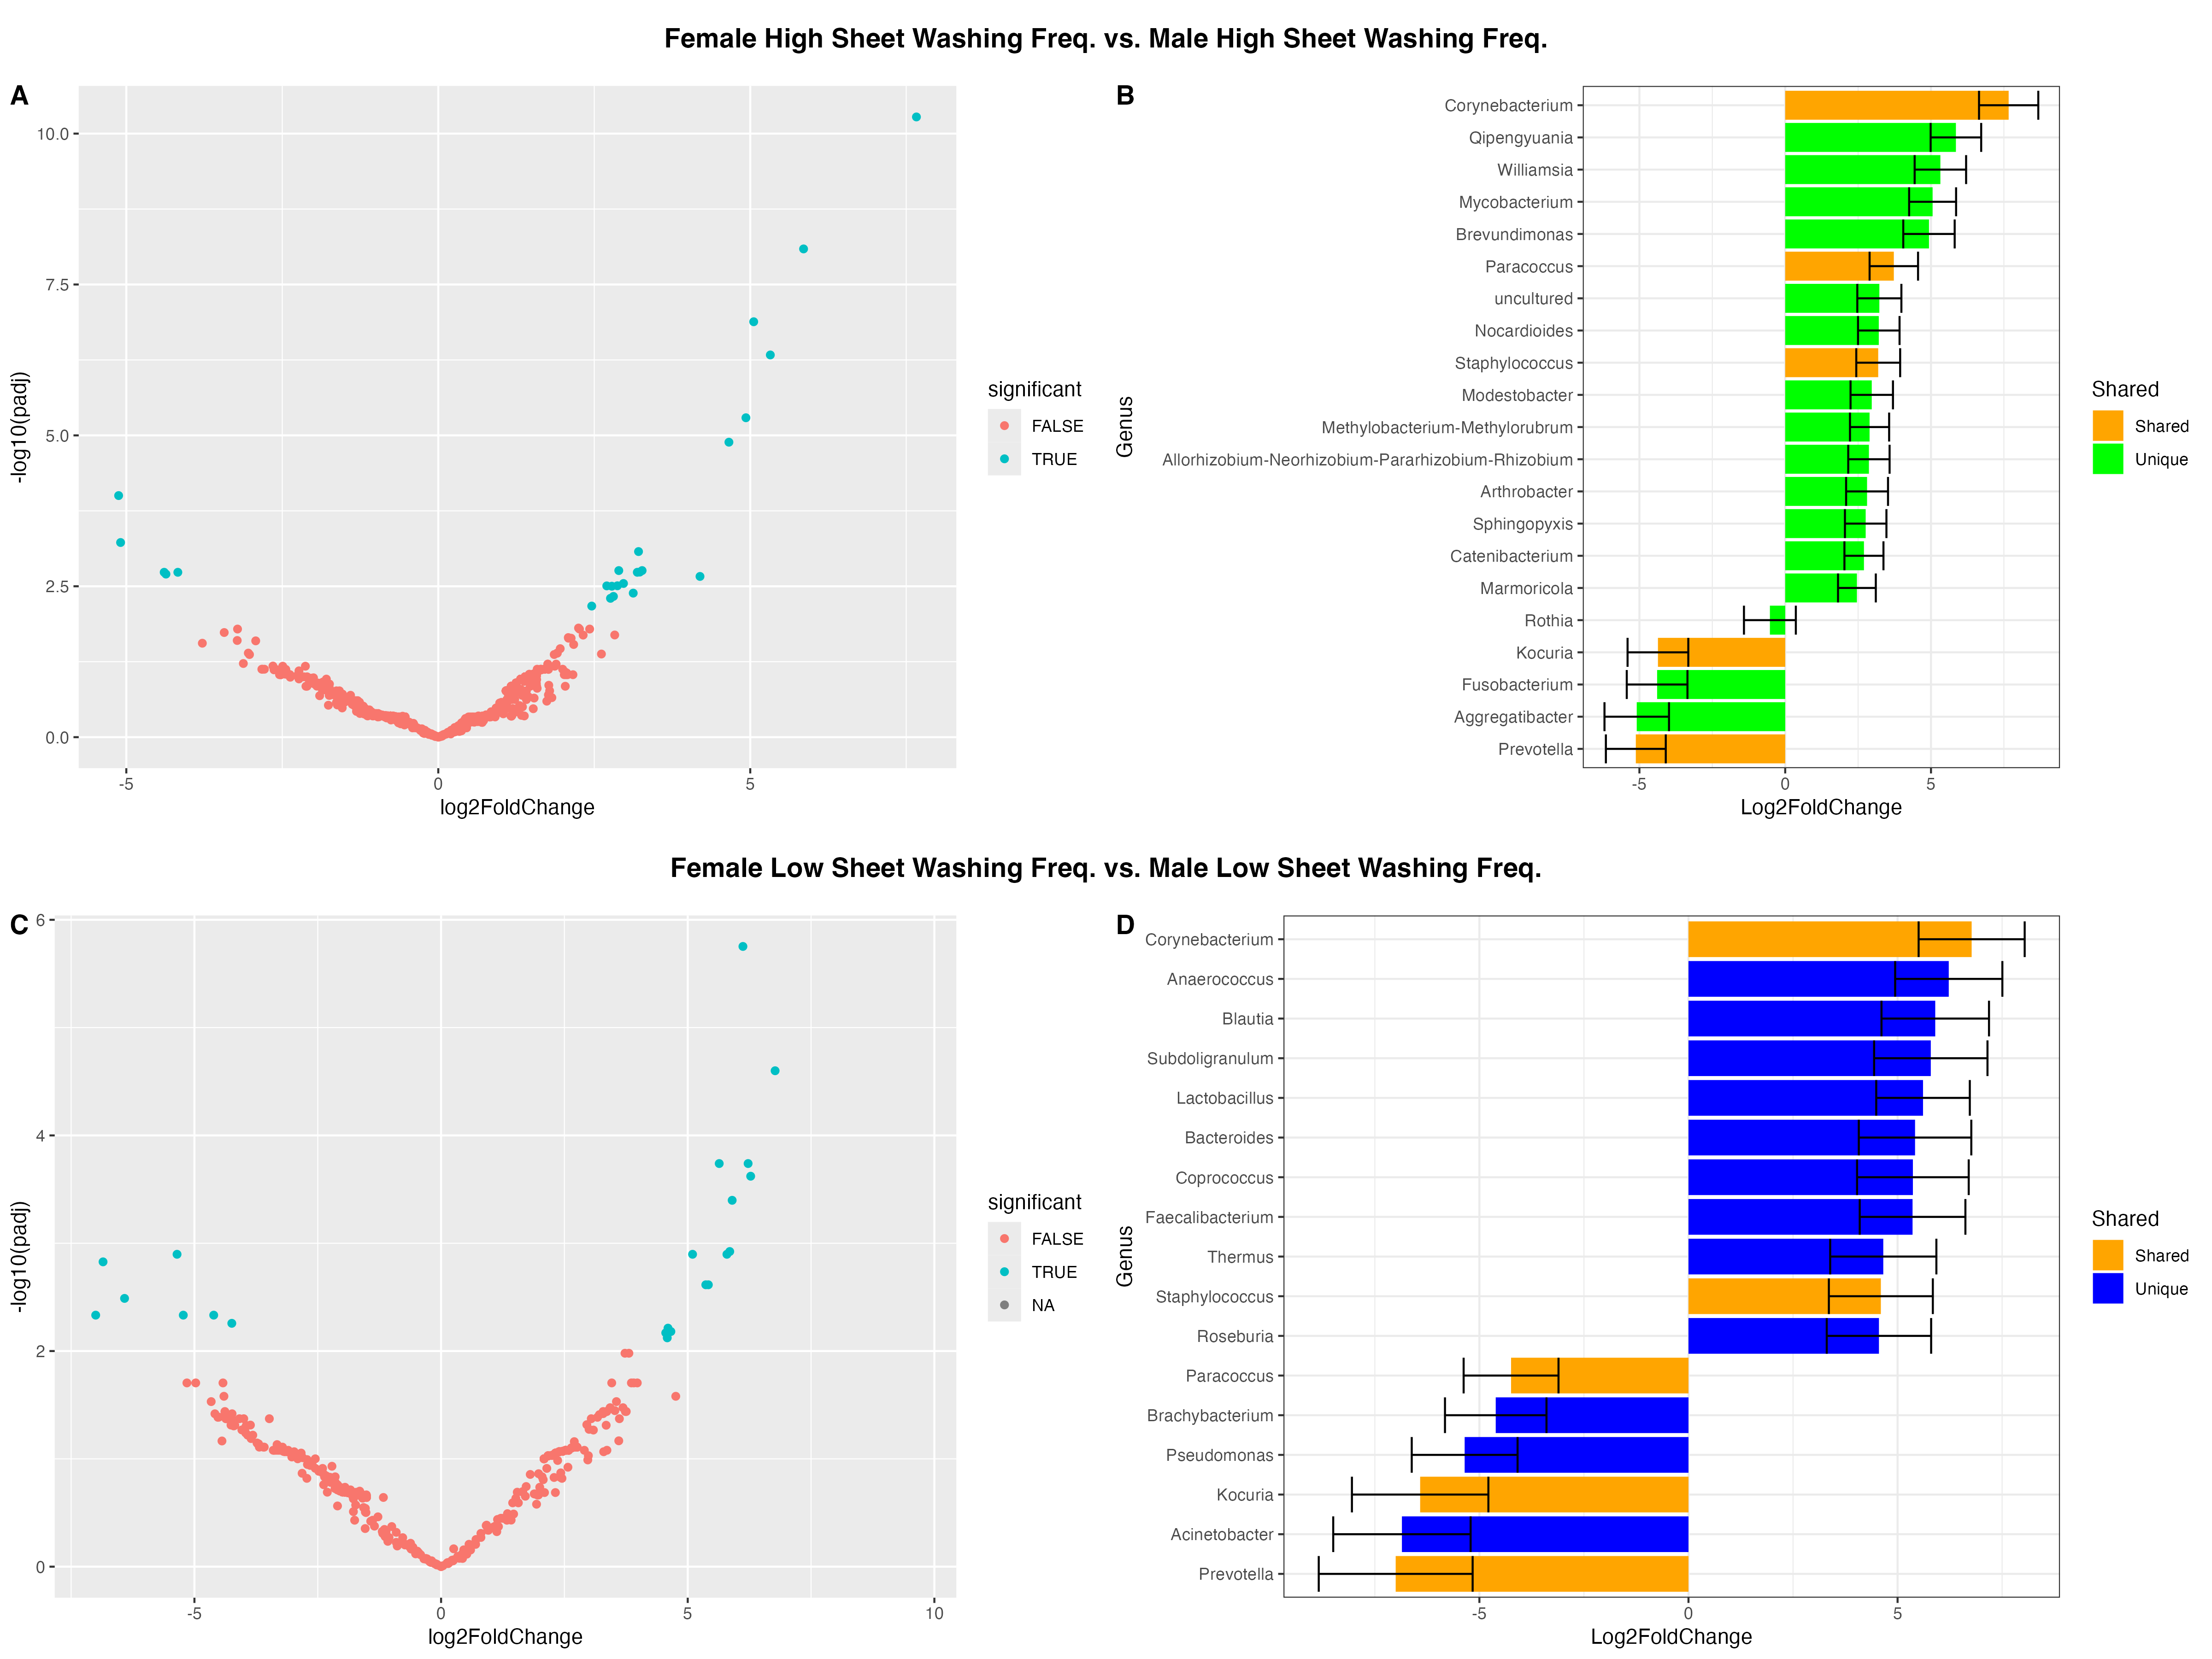 Female High Sheet Washing Freq. vs. Male High Sheet Washing Freq.
A
-log10(padj)
10.0
7.5
5.0
2.5
0.0
-5
0
5
log2FoldChange
significant
FALSE
TRUE
B
Genus
Corynebacterium
Qipengyuania
Williamsia
Mycobacterium
Brevundimonas
Paracoccus
uncultured
Nocardioides
Staphylococcus
Modestobacter
Methylobacterium-Methylorubrum
Allorhizobium-Neorhizobium-Pararhizobium-Rhizobium
Arthrobacter
Sphingopyxis
Catenibacterium
Marmoricola
Rothia
Kocuria
Fusobacterium
Aggregatibacter
Prevotella
-5
0
5
Log2FoldChange
Shared
Shared
Unique
Female Low Sheet Washing Freq. vs. Male Low Sheet Washing Freq.
C
-log10(padj)
6
4
2
0
-5
0
5
10
log2FoldChange
significant
FALSE
TRUE
NA
D
Genus
Corynebacterium
Anaerococcus
Blautia
Subdoligranulum
Lactobacillus
Bacteroides
Coprococcus
Faecalibacterium
Thermus
Staphylococcus
Roseburia
Paracoccus
Brachybacterium
Pseudomonas
Kocuria
Acinetobacter
Prevotella
-5
0
5
Log2FoldChange
Shared
Shared
Unique